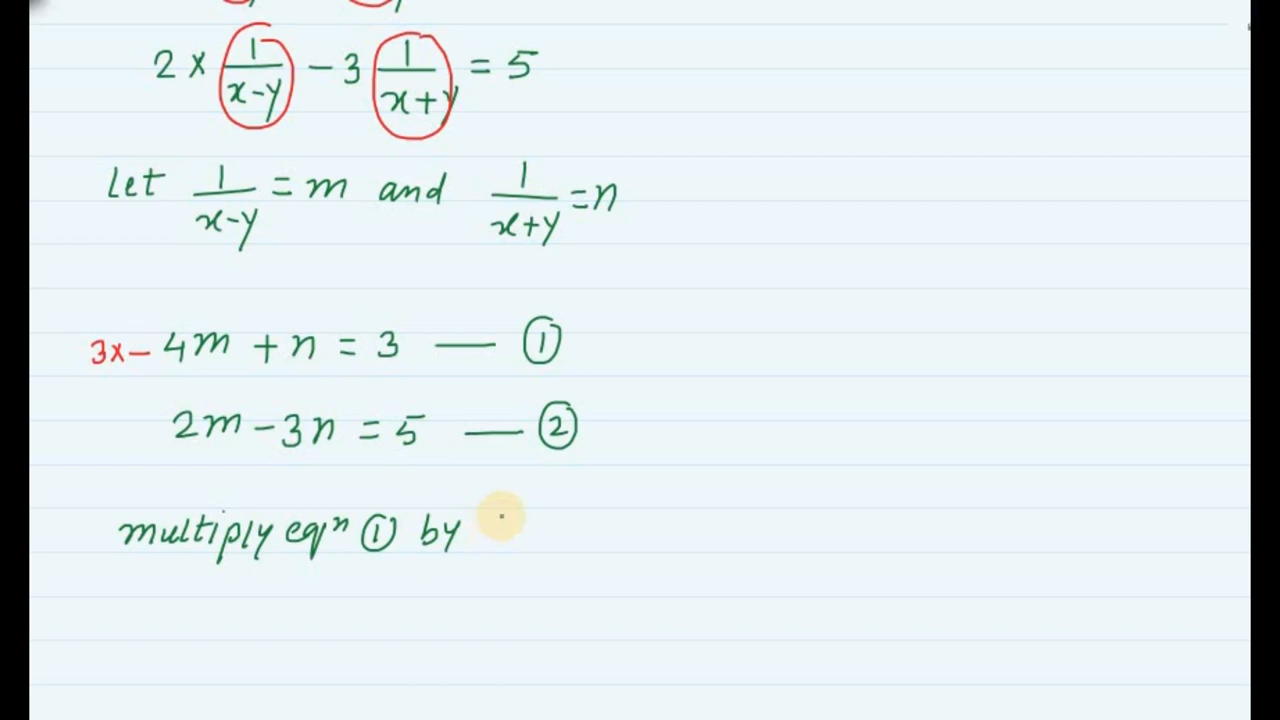 2 × 1/(x-y) - 3 1/(x+y) = 5
Let 1/(x-y) = m and 1/(x+y) = n
3x- 4m + n = 3 — ①
2m - 3n = 5 — ②
multiply eqⁿ ① by